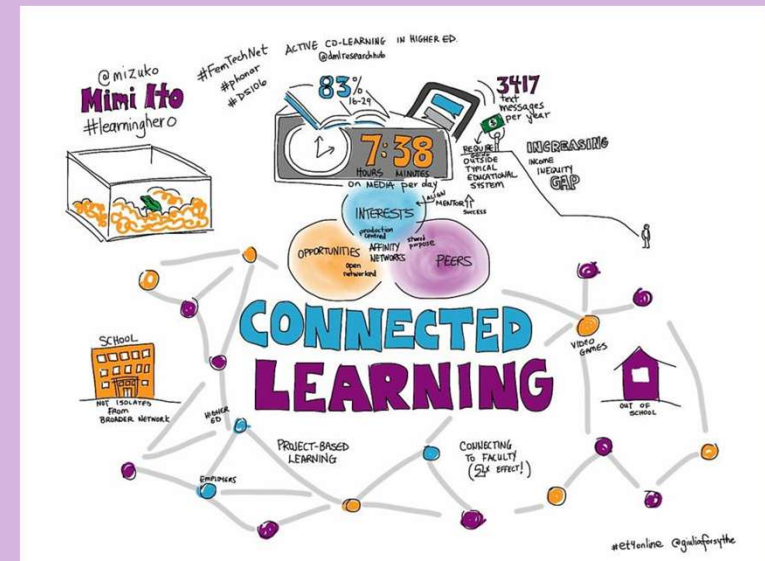 @mizuko
Mimi Ito
#learninghero
#FemTechNet
#phonar
#DS106
ACTIVE CO-LEARNING IN HIGHER ED.
@dmlresearchhub
83%
16-24
7:38
HOURS MINUTES
on MEDIA per day
3417
text
messages
per year
$
REQUIRE
OUTSIDE
TYPICAL
EDUCATIONAL
SYSTEM
INCREASING
INCOME
INEQUITY
GAP
ALIGN
MENTOR
SUCCESS
INTERESTS
production
centred
shared
purpose
OPPORTUNITIES
open
networked
AFFINITY
NETWORKS
PEERS
CONNECTED
LEARNING
SCHOOL
NOT ISOLATED
FROM
BROADER NETWORK
HIGHER
ED
EMPLOYERS
PROJECT-BASED
LEARNING
CONNECTING
TO FACULTY
EFFECT!)
VIDEO
GAMES
OUT OF
SCHOOL
#et4online @giuliaforsythe